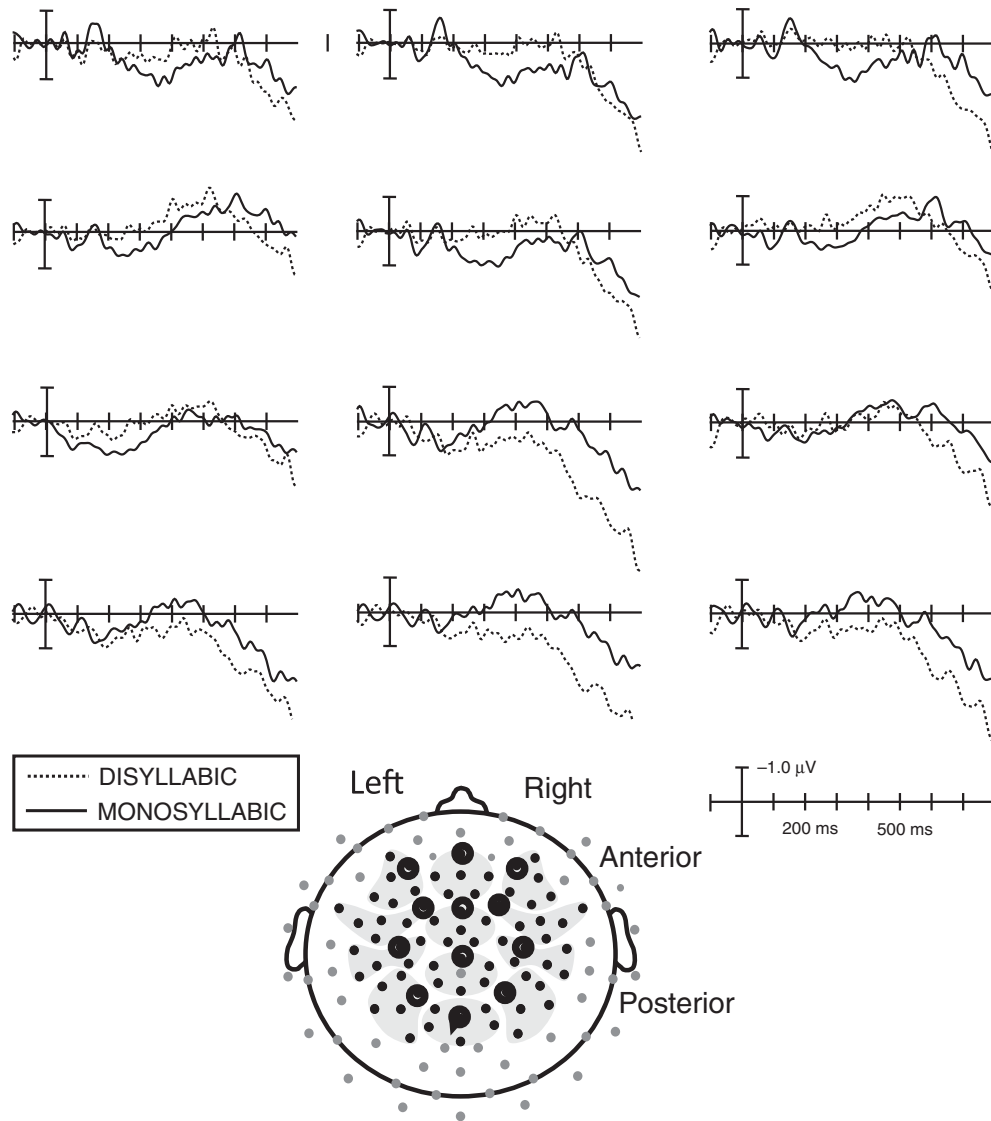 DISYLLABIC
MONOSYLLABIC
Left
Right
–1.0 μV
200 ms
500 ms
Anterior
Posterior